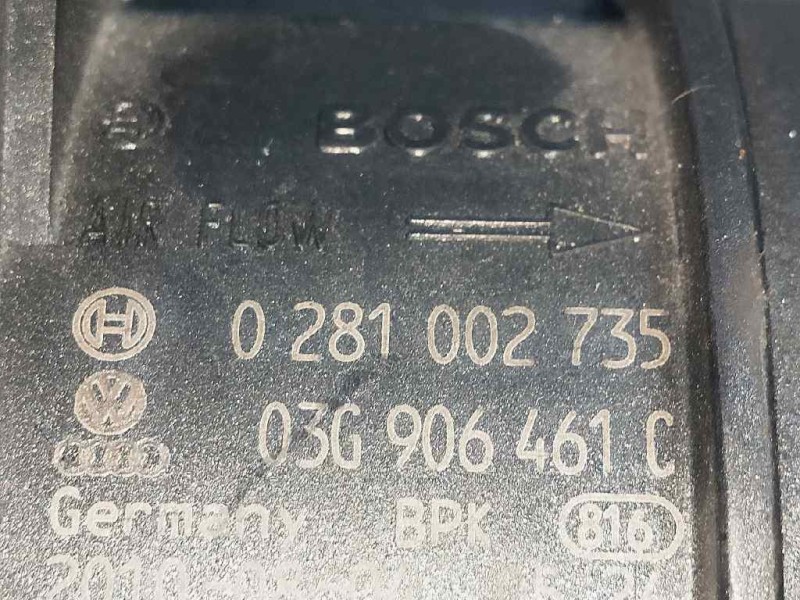 BOSCH
AIR FLOW
0 281 002 735
03G 906 461 C
Germany BPK 816